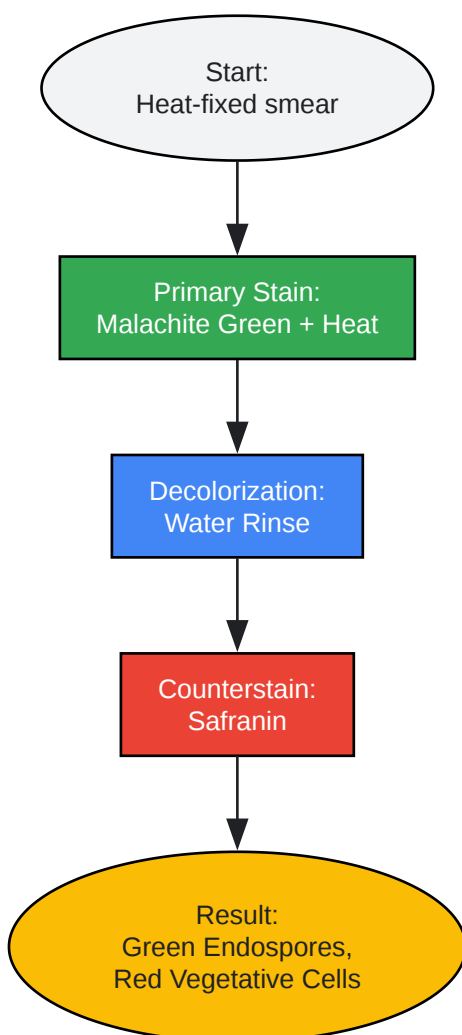 Start:
Heat-fixed smear
Primary Stain:
Malachite Green + Heat
Decolorization:
Water Rinse
Counterstain:
Safranin
Result:
Green Endospores,
Red Vegetative Cells